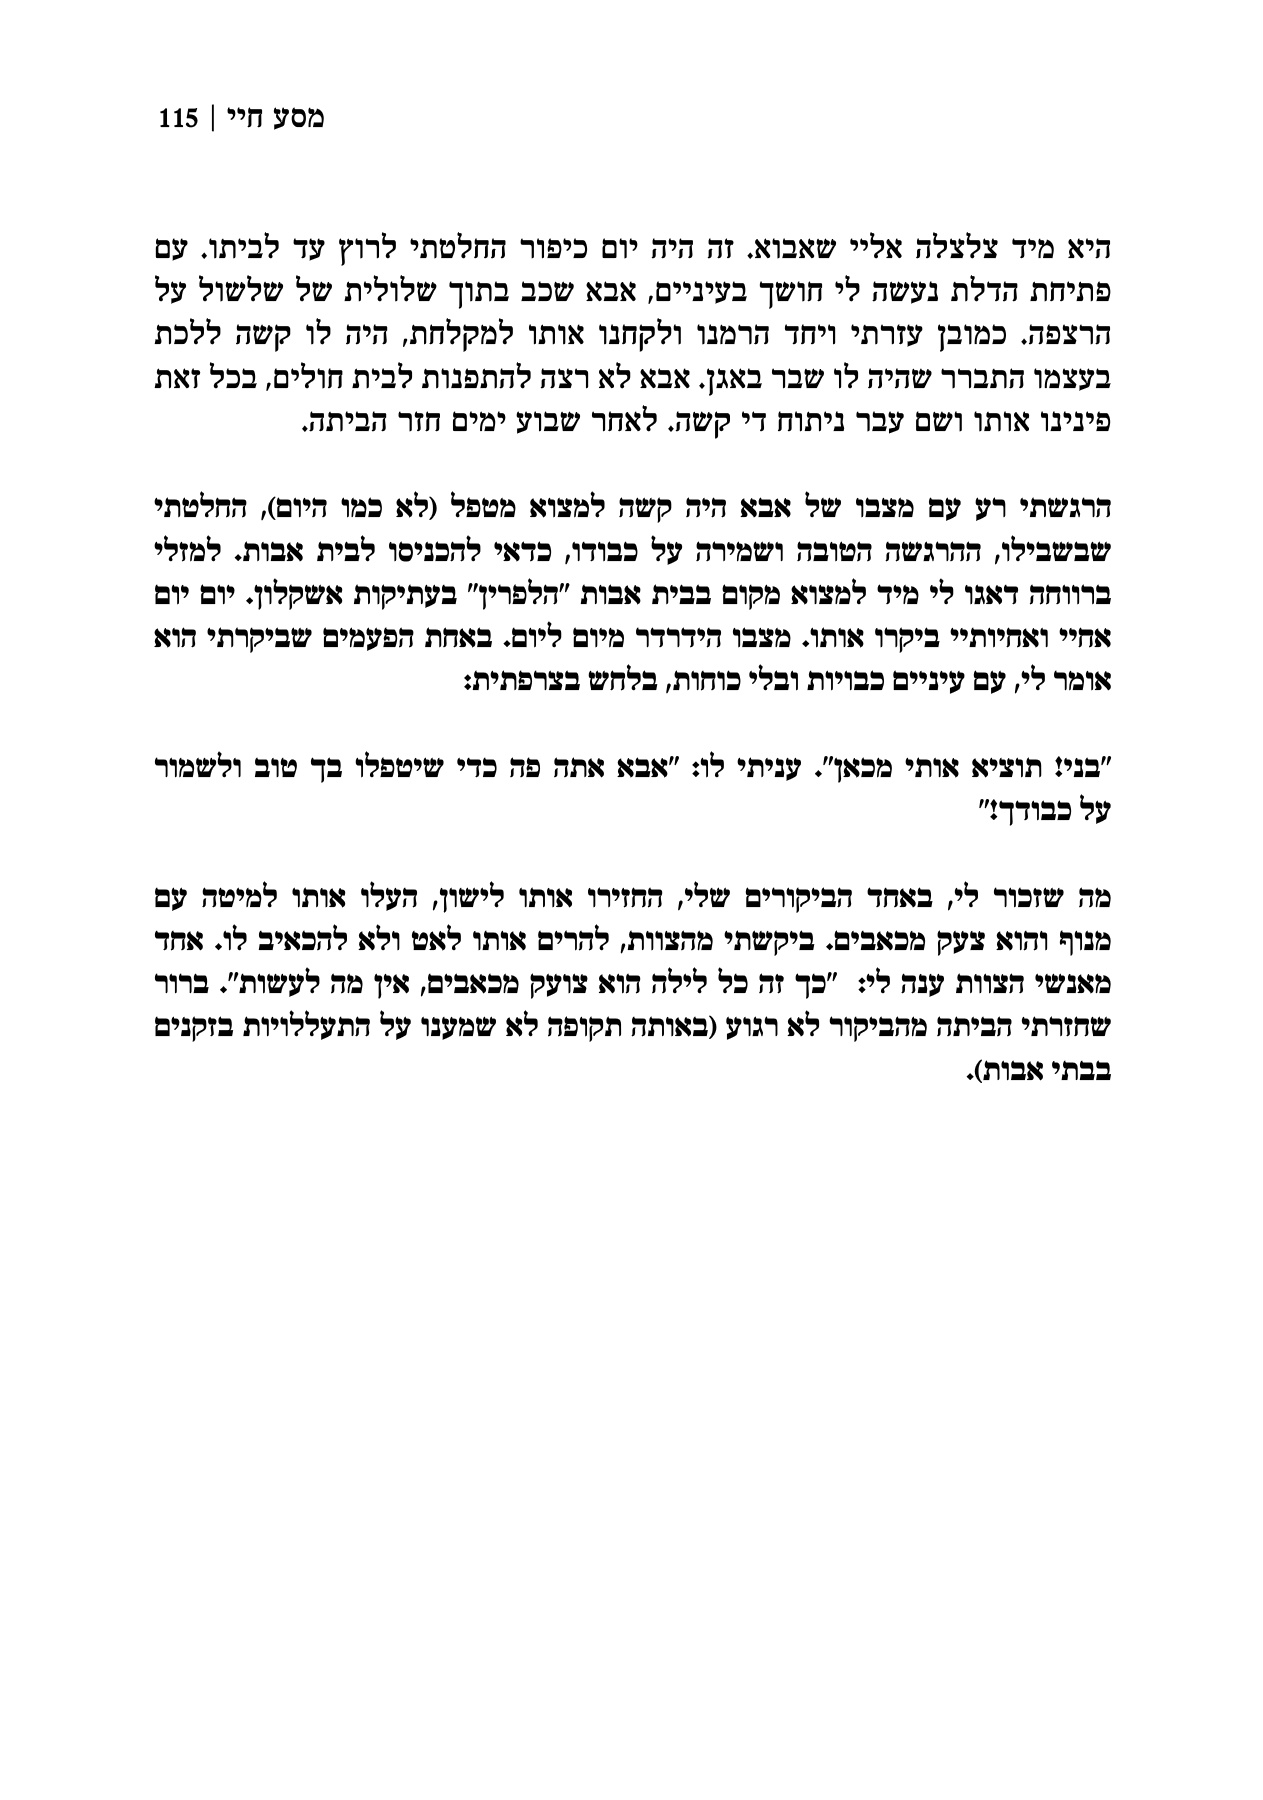 מסע חיי | 115
היא מיד צלצלה אליי שאבוא. זה היה יום כיפור החלטתי לרוץ עד לביתו. עם
פתיחת הדלת נעשה לי חושך בעיניים, אבא שכב בתוך שלולית של שלשול על
הרצפה. כמובן עזרתי ויחד הרמנו ולקחנו אותו למקלחת, היה לו קשה ללכת
בעצמו התברר שהיה לו שבר באגן. אבא לא רצה להתפנות לבית חולים, בכל זאת
פינינו אותו ושם עבר ניתוח די קשה. לאחר שבוע ימים חזר הביתה.
הרגשתי רע עם מצבו של אבא היה קשה למצוא מטפל (לא כמו היום), החלטתי
שבשבילו, ההרגשה הטובה ושמירה על כבודו, כדאי להכניסו לבית אבות. למזלי
ברווחה דאגו לי מיד למצוא מקום בבית אבות "הלפרין" בעתיקות אשקלון. יום יום
אחיי ואחיותיי ביקרו אותו. מצבו הידרדר מיום ליום. באחת הפעמים שביקרתי הוא
אומר לי, עם עיניים כבויות ובלי כוחות, בלחש בצרפתית:
"בני! תוציא אותי מכאן". עניתי לו: "אבא אתה פה כדי שיטפלו בך טוב ולשמור
על כבודך!"
מה שזכור לי, באחד הביקורים שלי, החזירו אותו לישון, העלו אותו למיטה עם
מנוף והוא צעק מכאבים. ביקשתי מהצוות, להרים אותו לאט ולא להכאיב לו. אחד
מאנשי הצוות ענה לי:  "כך זה כל לילה הוא צועק מכאבים, אין מה לעשות". ברור
שחזרתי הביתה מהביקור לא רגוע (באותה תקופה לא שמענו על התעללויות בזקנים
בבתי אבות).